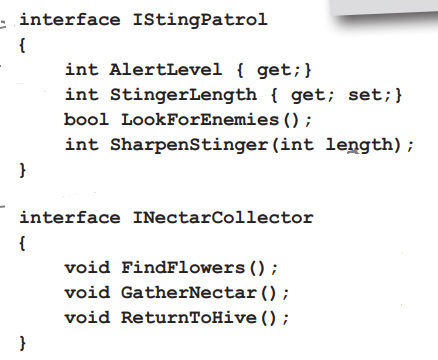 interface IStingPatrol
{
int AlertLevel { get;}
int StingerLength { get; set;}
bool LookForEnemies();
int SharpenStinger(int length);
}
interface INectarCollector
{
void FindFlowers();
void GatherNectar();
void ReturnToHive();
}